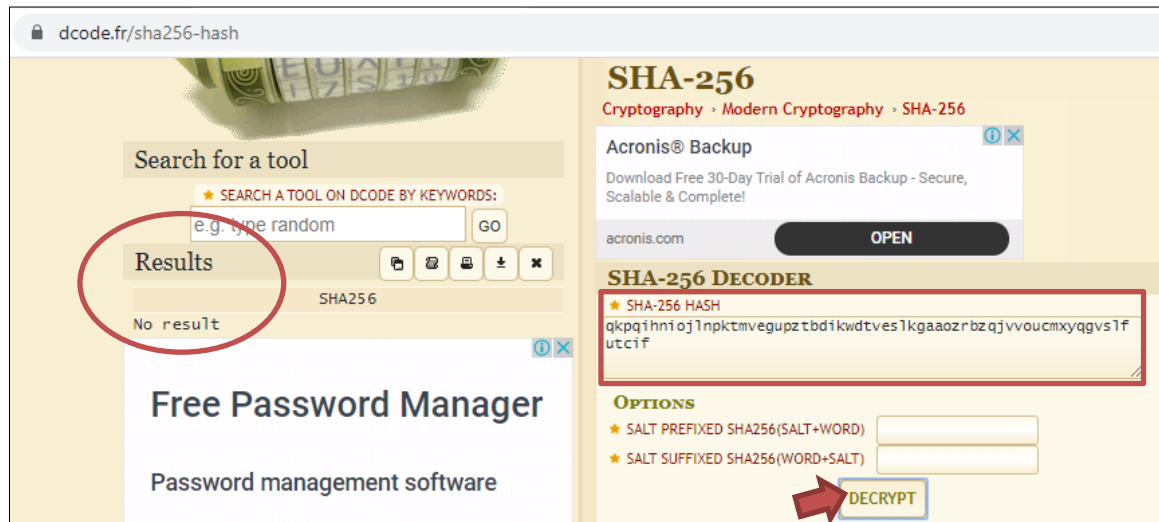 dcode.fr/sha256-hash
Search for a tool
SEARCH A TOOL ON DCODE BY KEYWORDS:
e.g. type random
GO
Results
SHA256
No result
Free Password Manager
Password management software
SHA-256
Cryptography › Modern Cryptography › SHA-256
Acronis® Backup
Download Free 30-Day Trial of Acronis Backup - Secure,
Scalable & Complete!
acronis.com
OPEN
SHA-256 DECODER
SHA-256 HASH
qkpqihniojlnpktmvegupztbdikwdtveslkgaaozrbzqjvvoucmxyqgvslf
utcif
OPTIONS
SALT PREFIXED SHA256(SALT+WORD)
SALT SUFFIXED SHA256(WORD+SALT)
DECRYPT